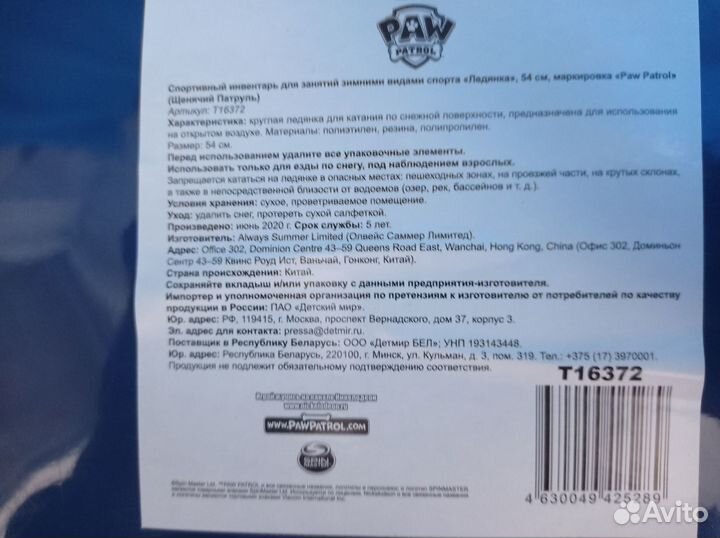 PAW
PATROL
Спортивный инвентарь для занятий зимними видами спорта «Ледянка», 54 см, маркировка «Paw Patrol»
(Щенячий Патруль)
Артикул: T16372
Характеристика: круглая ледянка для катания по снежной поверхности, предназначена для использования
на открытом воздухе. Материалы: полиэтилен, резина, полипропилен.
Размер: 54 см.
Перед использованием удалите все упаковочные элементы.
Использовать только для езды по снегу, под наблюдением взрослых.
Запрещается кататься на ледянке в опасных местах: пешеходных зонах, на проезжей части, на крутых склонах,
а также в непосредственной близости от водоемов (озер, рек, бассейнов и т. д.).
Условия хранения: сухое, проветриваемое помещение.
Уход: удалить снег, протереть сухой салфеткой.
Произведено: июнь 2020 г. Срок службы: 5 лет.
Изготовитель: Always Summer Limited (Олвейс Саммер Лимитед).
Адрес: Office 302, Dominion Centre 43–59 Queens Road East, Wanchai, Hong Kong, China (Офис 302, Доминьон
Сентр 43–59 Квинс Роуд Ист, Ваньчай, Гонконг, Китай).
Страна происхождения: Китай.
Сохраняйте вкладыш и/или упаковку с данными предприятия-изготовителя.
Импортер и уполномоченная организация по претензиям к изготовителю от потребителей по качеству
продукции в России: ПАО «Детский мир».
Юр. адрес: РФ, 119415, г. Москва, проспект Вернадского, дом 37, корпус 3.
Эл. адрес для контакта: pressa@detmir.ru.
Поставщик в Республику Беларусь: ООО «Детмир БЕЛ»; УНП 193143448.
Юр. адрес: Республика Беларусь, 220100, г. Минск, ул. Кульман, д. 3, пом. 319. Тел.: +375 (17) 3970001.
Продукция не подлежит обязательному подтверждению соответствия.
T16372
Играйте на канале Никелодеон
www.nickelodeon.ru
www.PAWPATROL.com
SPIN MASTER
4 630049 425289
Avito